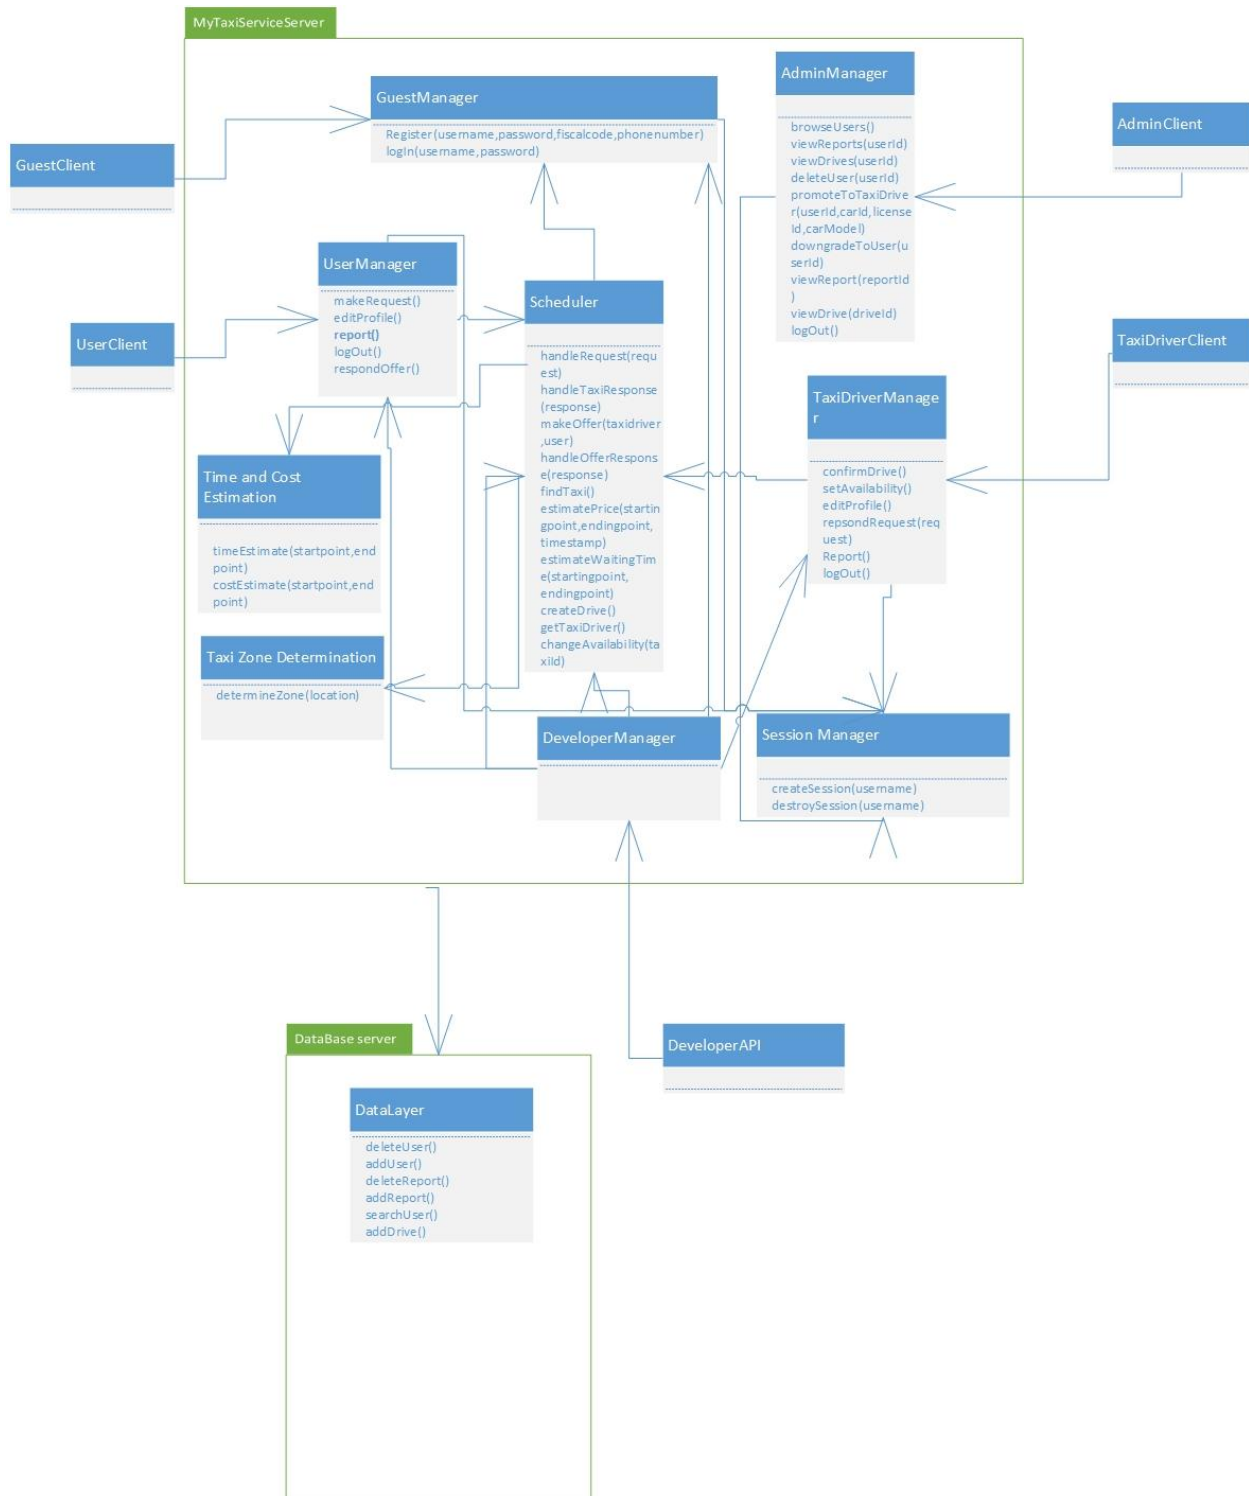 MyTaxiServiceServer
GuestManager
Register(username,password,fiscalcode,phonenumber)
logIn(username,password)
AdminManager
browseUsers()
viewReports(userId)
viewDrives(userId)
deleteUser(userId)
promoteToTaxiDrive
r(userId,carId,license
Id,carModel)
downgradeToUser(u
serId)
viewReport(reportId
)
viewDrive(driveId)
logOut()
AdminClient
GuestClient
UserManager
makeRequest()
editProfile()
report()
logOut()
respondOffer()
Scheduler
handleRequest(requ
est)
handleTaxiResponse
(response)
makeOffer(taxidriver
,user)
handleOfferRespons
e(response)
findTaxi()
estimatePrice(startin
gpoint,endingpoint,
timestamp)
estimateWaitingTim
e(startingpoint,
endingpoint)
createDrive()
getTaxiDriver()
changeAvailability(ta
xiId)
UserClient
TaxiDriverClient
TaxiDriverManage
r
confirmDrive()
setAvailability()
editProfile()
repsondRequest(req
uest)
Report()
logOut()
Time and Cost
Estimation
timeEstimate(startpoint,end
point)
costEstimate(startpoint,end
point)
Taxi Zone Determination
determineZone(location)
DeveloperManager
Session Manager
createSession(username)
destroySession(username)
DataBase server
DeveloperAPI
DataLayer
deleteUser()
addUser()
deleteReport()
addReport()
searchUser()
addDrive()